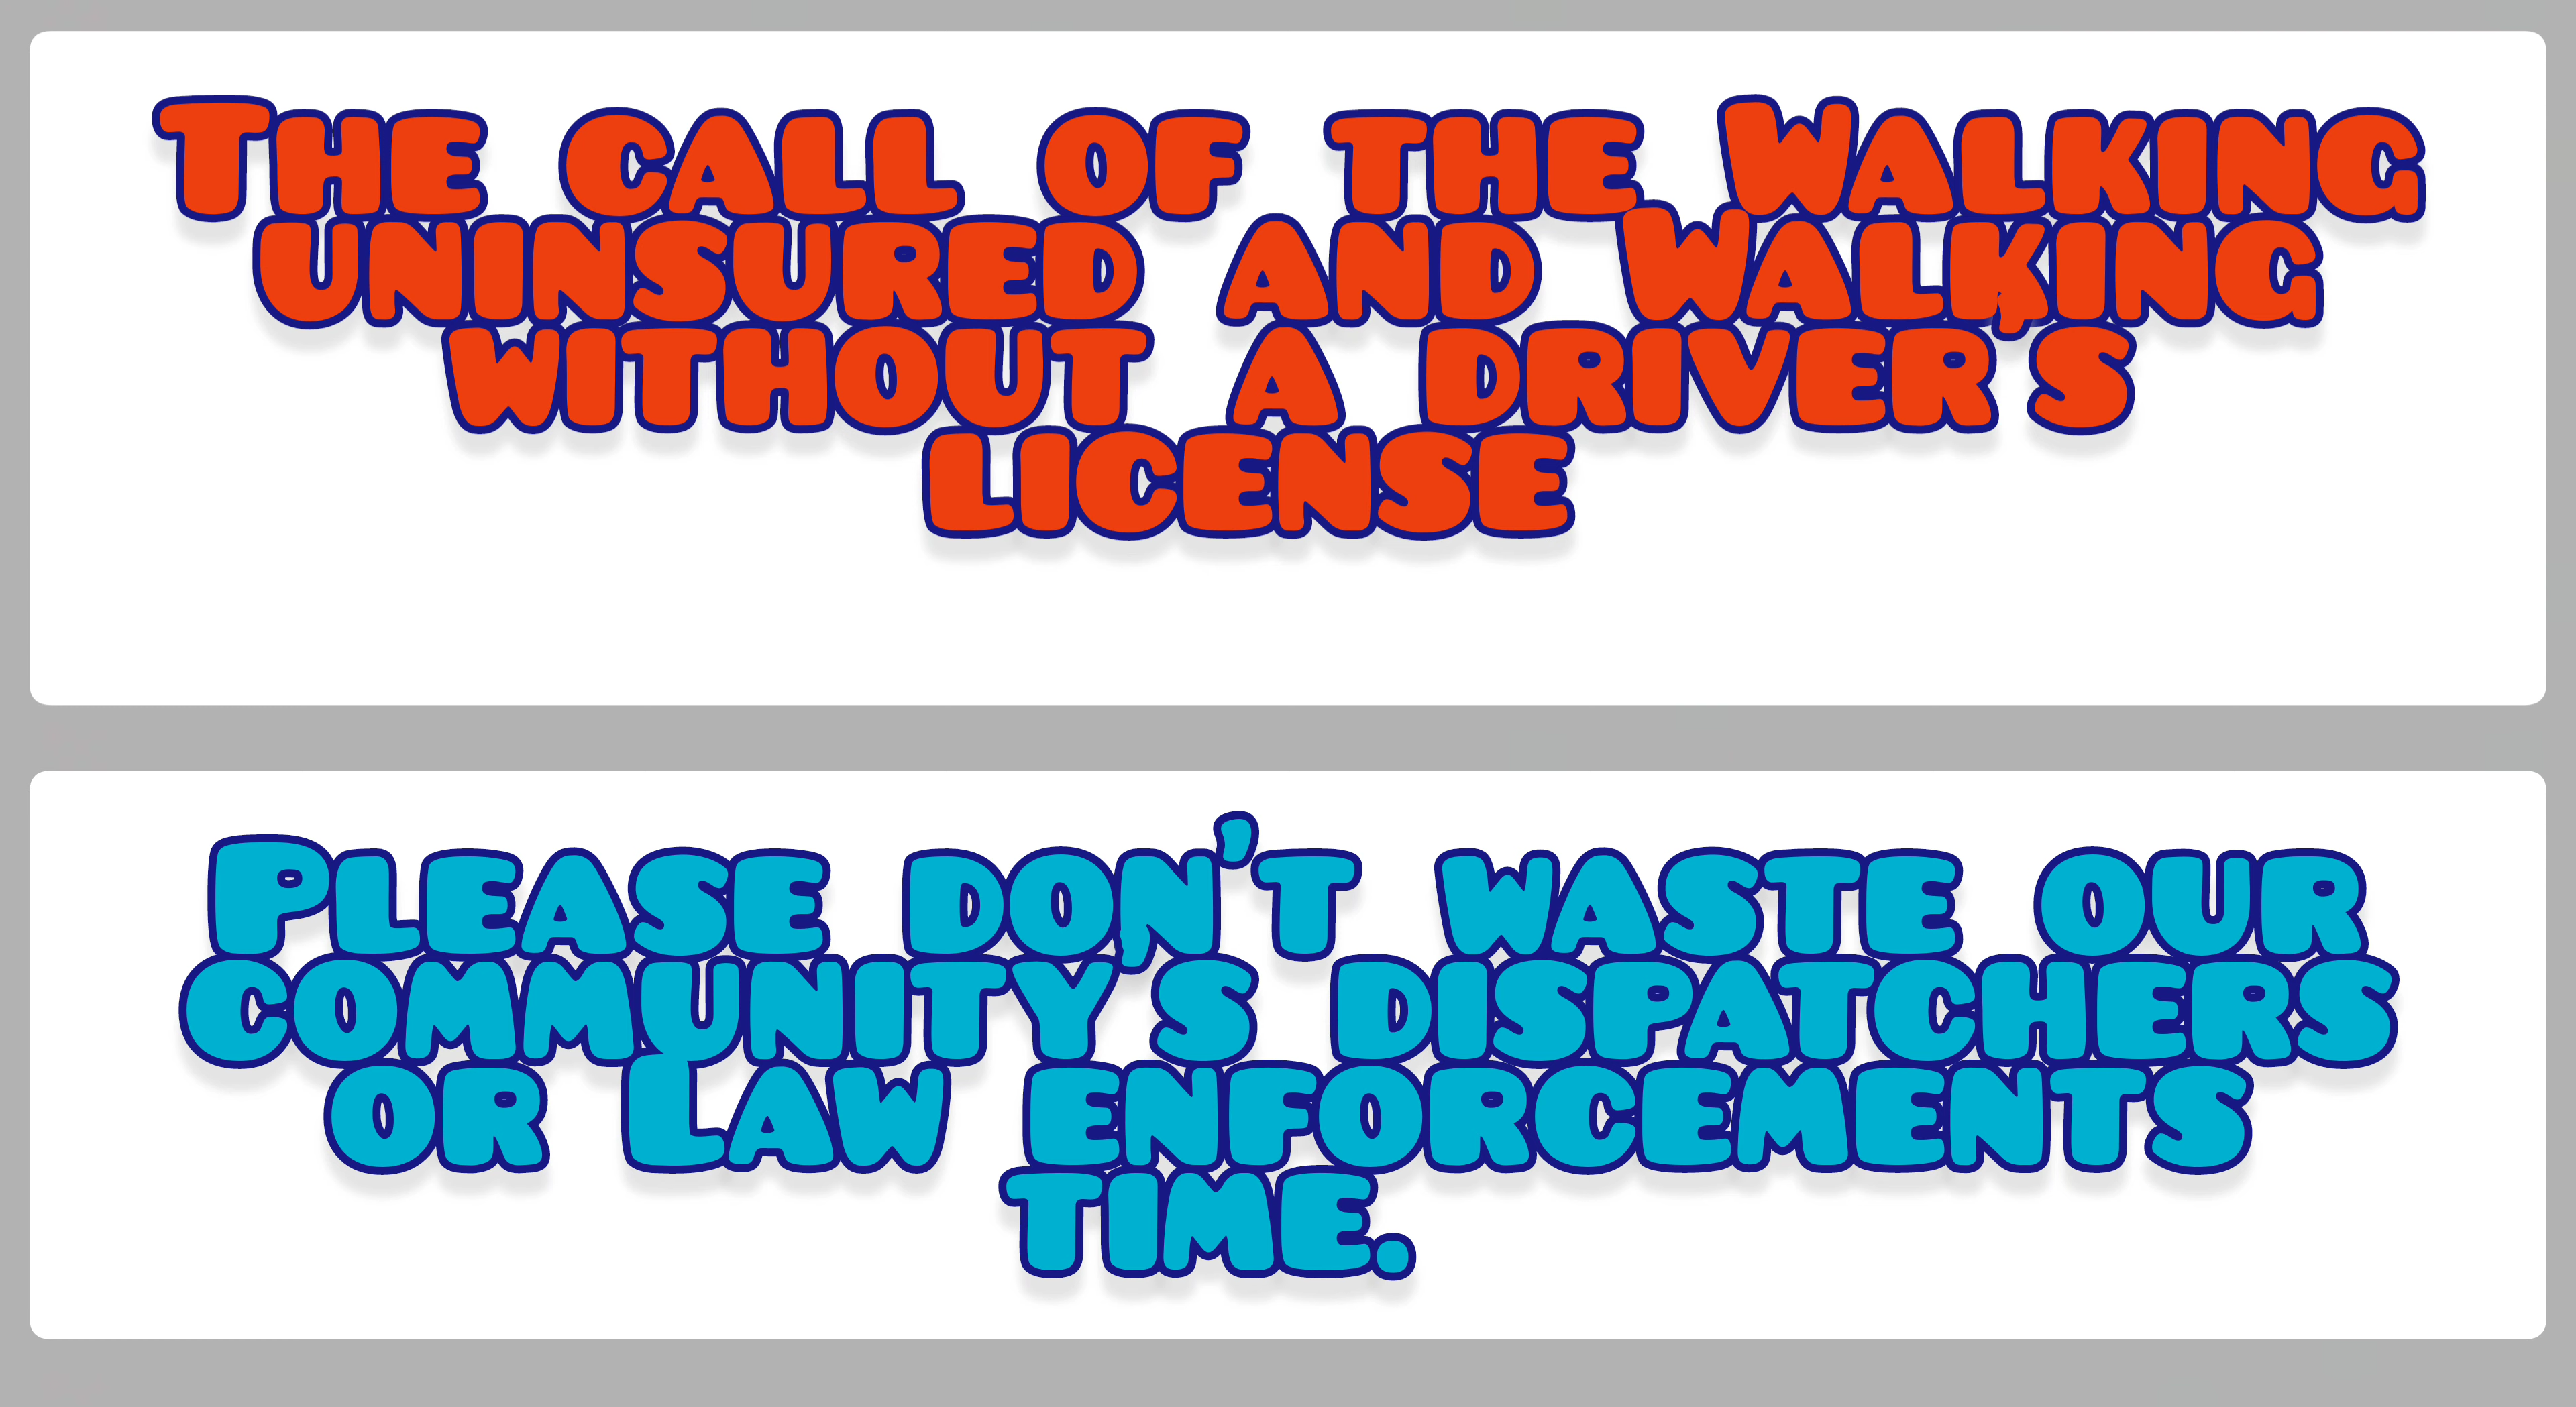 The call of the Walking
uninsured and Walking
without a driver's
license
Please don't waste our
community's dispatchers
or Law enforcements
time.